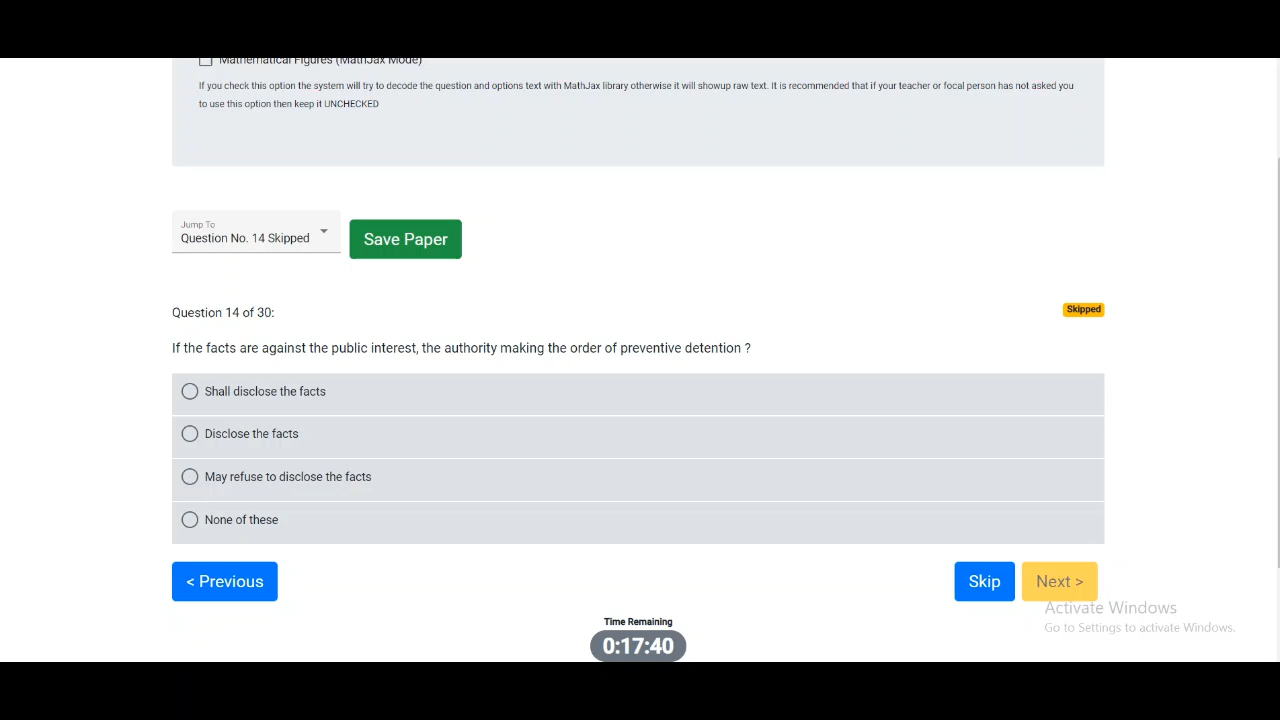 Mathematical Figures (MathJax Mode)
If you check this option the system will try to decode the question and options text with MathJax library otherwise it will showup raw text. It is recommended that if your teacher or focal person has not asked you
to use this option then keep it UNCHECKED
Jump To
Question No. 14 Skipped
Save Paper
Question 14 of 30:
Skipped
If the facts are against the public interest, the authority making the order of preventive detention ?
Shall disclose the facts
Disclose the facts
May refuse to disclose the facts
None of these
< Previous
Skip
Next >
Activate Windows
Go to Settings to activate Windows.
Time Remaining
0:17:40